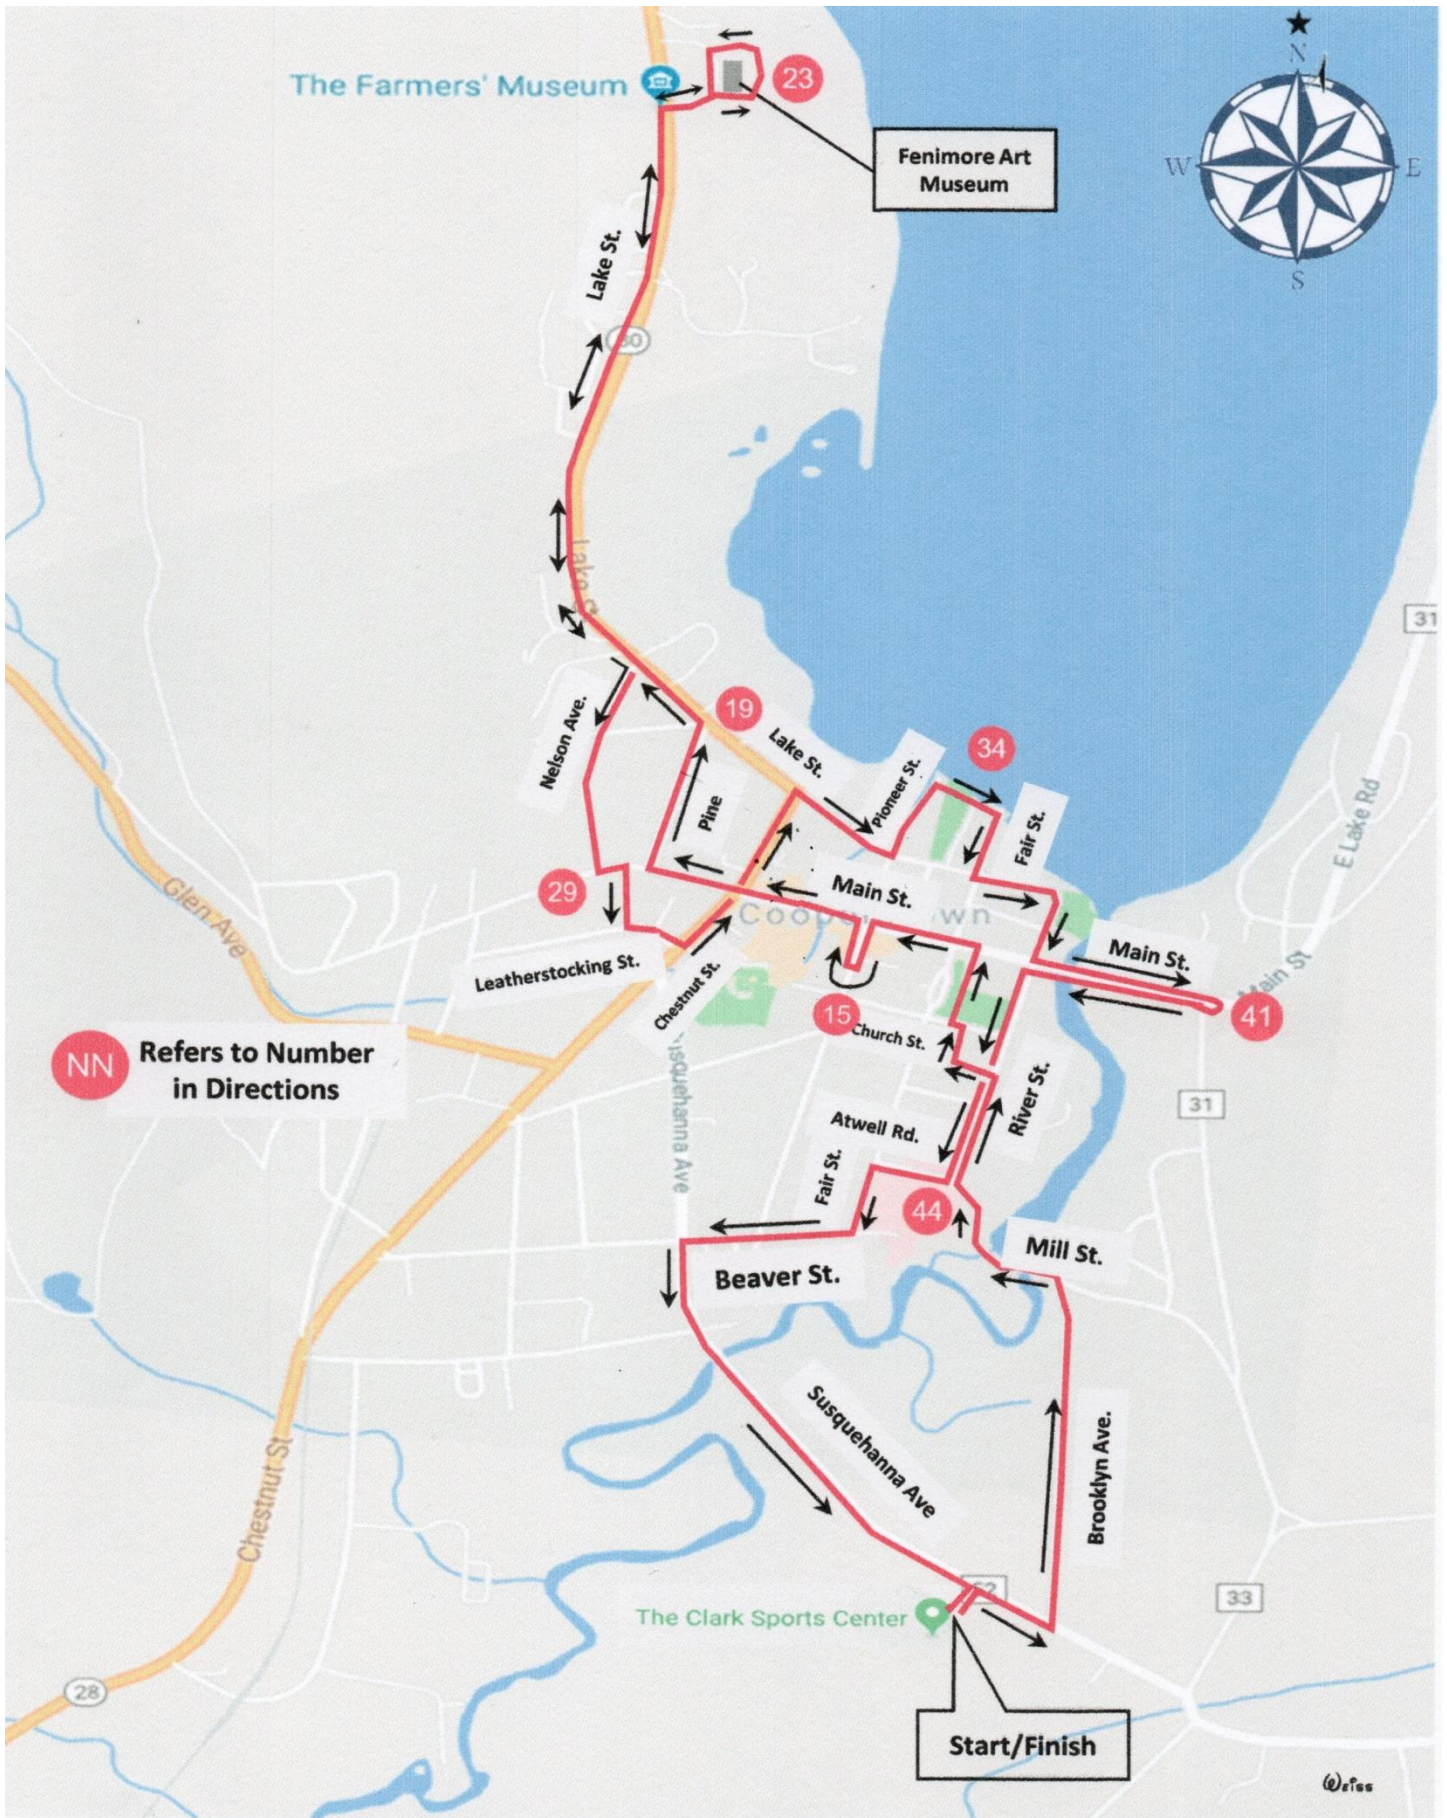 N
W
E
S
The Farmers' Museum
23
Fenimore Art
Museum
Lake St.
80
Lake S
31
19
Lake St.
Nelson Ave.
Pine
Pioneer St.
34
Fair St.
E Lake Rd
Main St.
29
Glen Ave
Leatherstocking St.
Chestnut St.
Main St.
Main St
41
15
Church St.
NN
Refers to Number
in Directions
31
River St.
Atwell Rd.
Fair St.
usquehanna Ave
44
Mill St.
Beaver St.
Susquehanna Ave
Brooklyn Ave.
Chestnut St
The Clark Sports Center
33
28
Start/Finish
Weiss